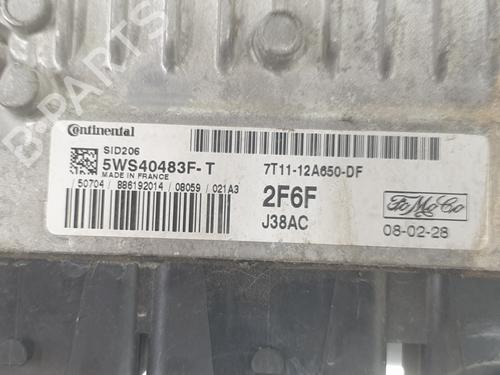 Continental
SID206
5WS40483F-T
MADE IN FRANCE
50704 / 886192014 / 08059 / 021A3
7T11-12A650-DF
2F6F
J38AC
FoMoCo
08-02-28